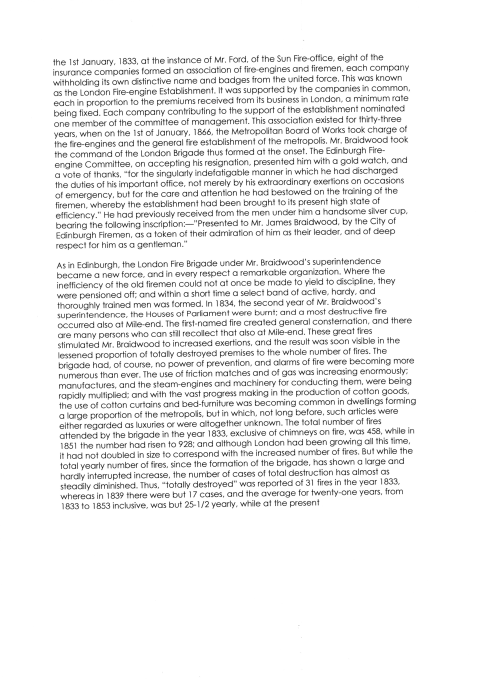 the 1st January, 1833, at the instance of Mr. Ford, of the Sun Fire-office, eight of the
insurance companies formed an association of fire-engines and firemen, each company
withholding its own distinctive name and badges from the united force. This was known
as the London Fire-engine Establishment. It was supported by the companies in common,
each in proportion to the premiums received from its business in London, a minimum rate
being fixed. Each company contributing to the support of the establishment nominated
one member of the committee of management. This association existed for thirty-three
years, when on the 1st of January, 1866, the Metropolitan Board of Works took charge of
the fire-engines and the general fire establishment of the metropolis. Mr. Braidwood took
the command of the London Brigade thus formed at the onset. The Edinburgh Fire-
engine Committee, on accepting his resignation, presented him with a gold watch, and
a vote of thanks, "for the singularly indefatigable manner in which he had discharged
the duties of his important office, not merely by his extraordinary exertions on occasions
of emergency, but for the care and attention he had bestowed on the training of the
firemen, whereby the establishment had been brought to its present high state of
efficiency." He had previously received from the men under him a handsome silver cup,
bearing the following inscription:—"Presented to Mr. James Braidwood, by the City of
Edinburgh Firemen, as a token of their admiration of him as their leader, and of deep
respect for him as a gentleman."
As in Edinburgh, the London Fire Brigade under Mr. Braidwood's superintendence
became a new force, and in every respect a remarkable organization. Where the
inefficiency of the old firemen could not at once be made to yield to discipline, they
were pensioned off; and within a short time a select band of active, hardy, and
thoroughly trained men was formed. In 1834, the second year of Mr. Braidwood's
superintendence, the Houses of Parliament were burnt; and a most destructive fire
occurred also at Mile-end. The first-named fire created general consternation, and there
are many persons who can still recollect that also at Mile-end. These great fires
stimulated Mr. Braidwood to increased exertions, and the result was soon visible in the
lessened proportion of totally destroyed premises to the whole number of fires. The
brigade had, of course, no power of prevention, and alarms of fire were becoming more
numerous than ever. The use of friction matches and of gas was increasing enormously;
manufactures, and the steam-engines and machinery for conducting them, were being
rapidly multiplied; and with the vast progress making in the production of cotton goods,
the use of cotton curtains and bed-furniture was becoming common in dwellings forming
a large proportion of the metropolis, but in which, not long before, such articles were
either regarded as luxuries or were altogether unknown. The total number of fires
attended by the brigade in the year 1833, exclusive of chimneys on fire, was 458, while in
1851 the number had risen to 928; and although London had been growing all this time,
it had not doubled in size to correspond with the increased number of fires. But while the
total yearly number of fires, since the formation of the brigade, has shown a large and
hardly interrupted increase, the number of cases of total destruction has almost as
steadily diminished. Thus, "totally destroyed" was reported of 31 fires in the year 1833,
whereas in 1839 there were but 17 cases, and the average for twenty-one years, from
1833 to 1853 inclusive, was but 25-1/2 yearly, while at the present